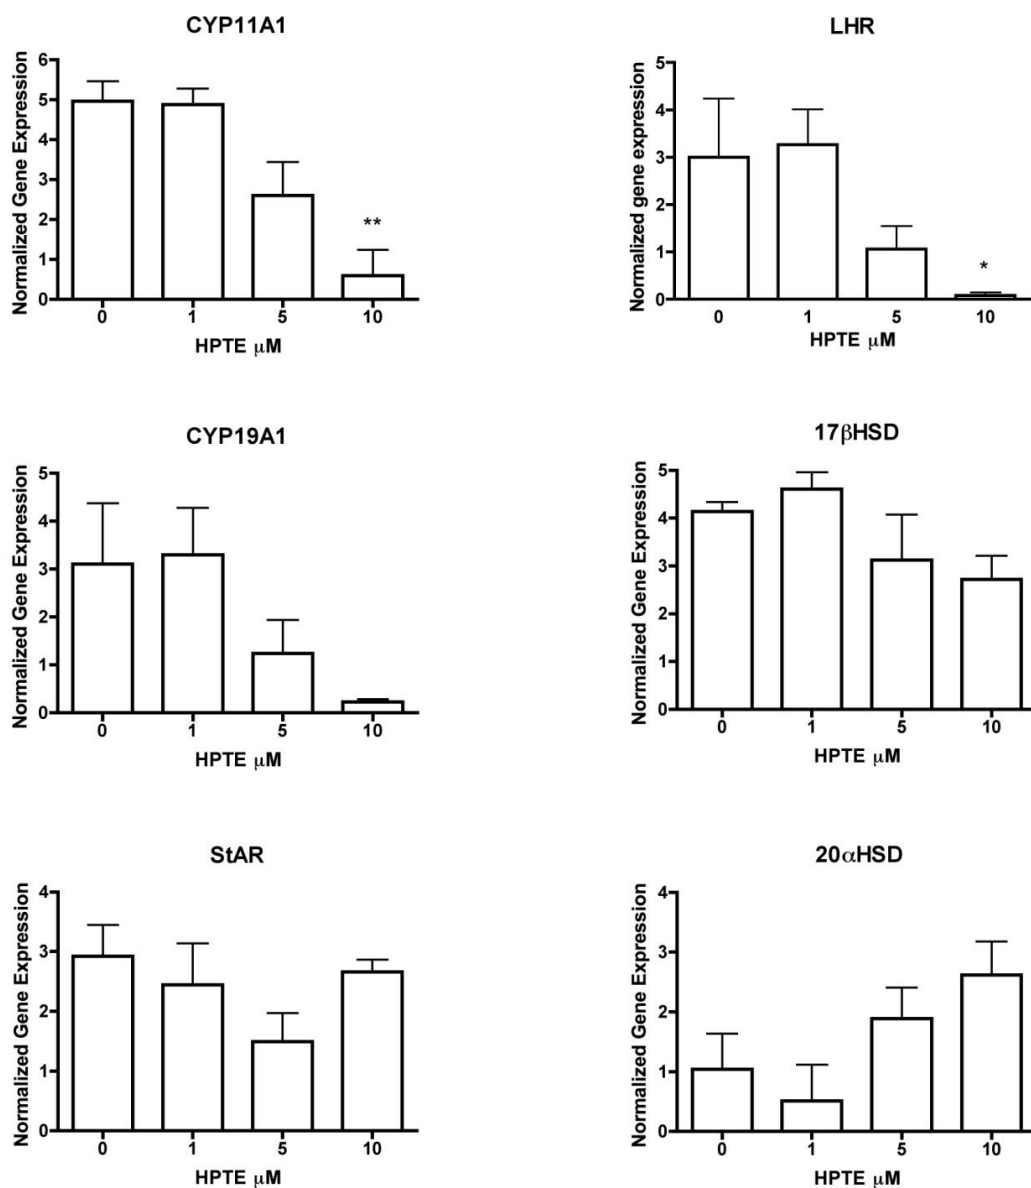 CYP11A1
Normalized Gene Expression
6
5
4
3
2
1
0
**
0 1 5 10
HPTE μM
LHR
Normalized gene expression
5
4
3
2
1
0
*
0 1 5 10
HPTE μM
CYP19A1
Normalized Gene Expression
5
4
3
2
1
0
0 1 5 10
HPTE μM
17βHSD
Normalized Gene Expression
5
4
3
2
1
0
0 1 5 10
HPTE μM
StAR
Normalized Gene Expression
4
3
2
1
0
0 1 5 10
HPTE μM
20αHSD
Normalized Gene Expression
4
3
2
1
0
0 1 5 10
HPTE μM